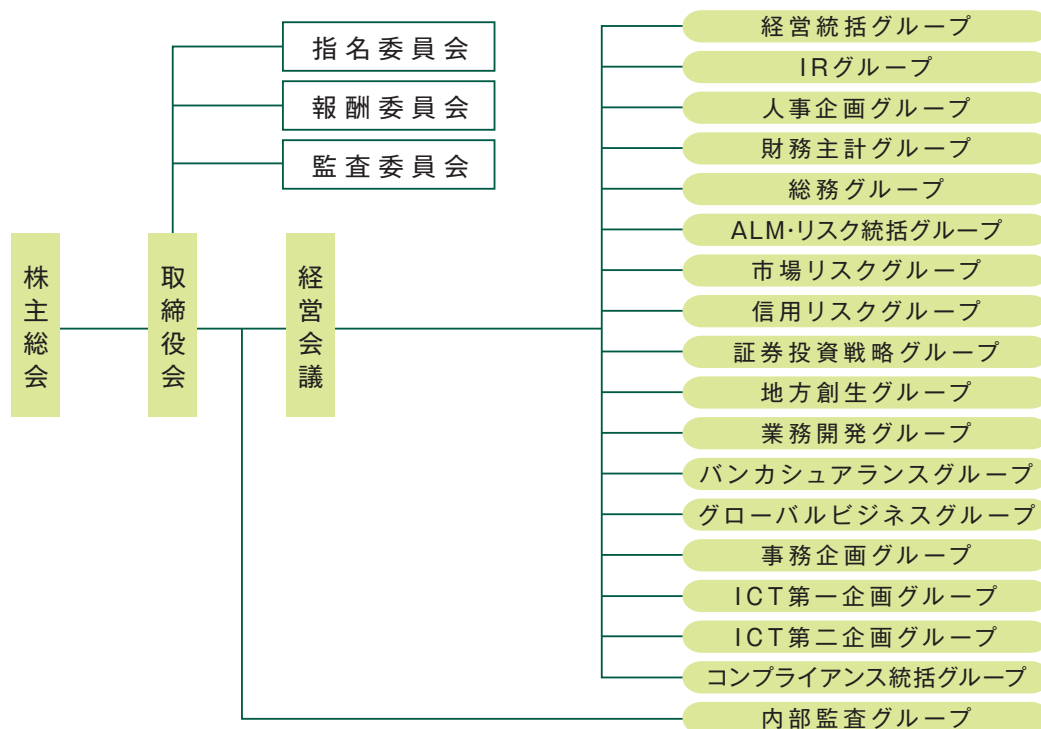 指名委員会
報酬委員会
監査委員会
株主総会
取締役会
経営会議
経営統括グループ
IRグループ
人事企画グループ
財務主計グループ
総務グループ
ALM･リスク統括グループ
市場リスクグループ
信用リスクグループ
証券投資戦略グループ
地方創生グループ
業務開発グループ
バンカシュアランスグループ
グローバルビジネスグループ
事務企画グループ
ICT第一企画グループ
ICT第二企画グループ
コンプライアンス統括グループ
内部監査グループ